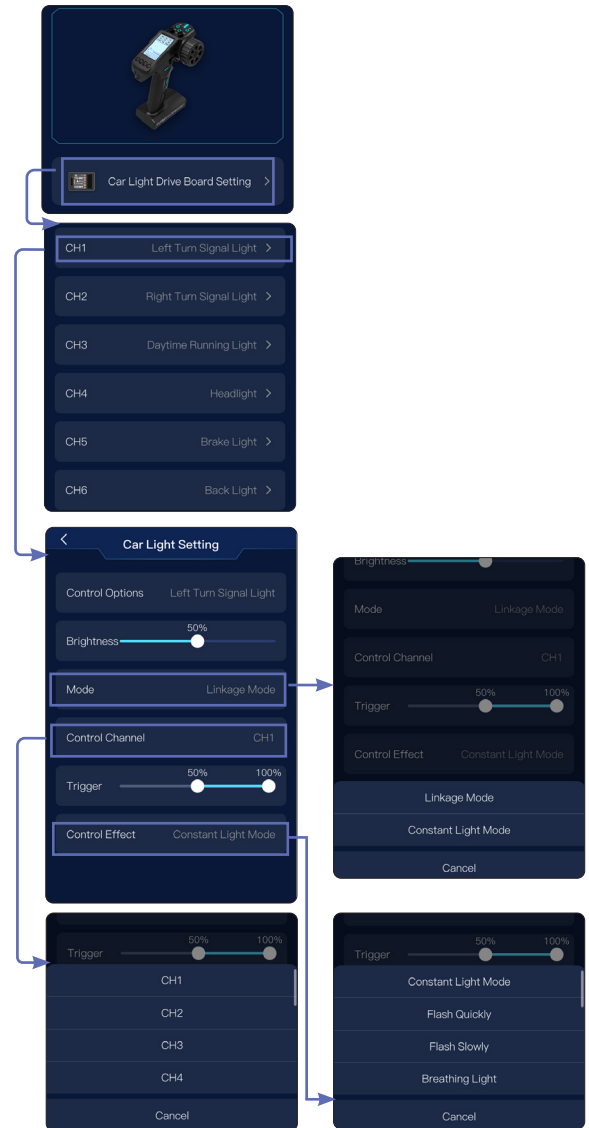 Car Light Drive Board Setting >
CH1 Left Turn Signal Light >
CH2 Right Turn Signal Light >
CH3 Daytime Running Light >
CH4 Headlight >
CH5 Brake Light >
CH6 Back Light >
< Car Light Setting
Control Options Left Turn Signal Light
50%
Brightness
Mode Linkage Mode
Control Channel CH1
50% 100%
Trigger
Control Effect Constant Light Mode
Brightness
Mode Linkage Mode
Control Channel CH1
50% 100%
Trigger
Control Effect Constant Light Mode
Linkage Mode
Constant Light Mode
Cancel
50% 100%
Trigger
CH1
CH2
CH3
CH4
Cancel
50% 100%
Trigger
Constant Light Mode
Flash Quickly
Flash Slowly
Breathing Light
Cancel